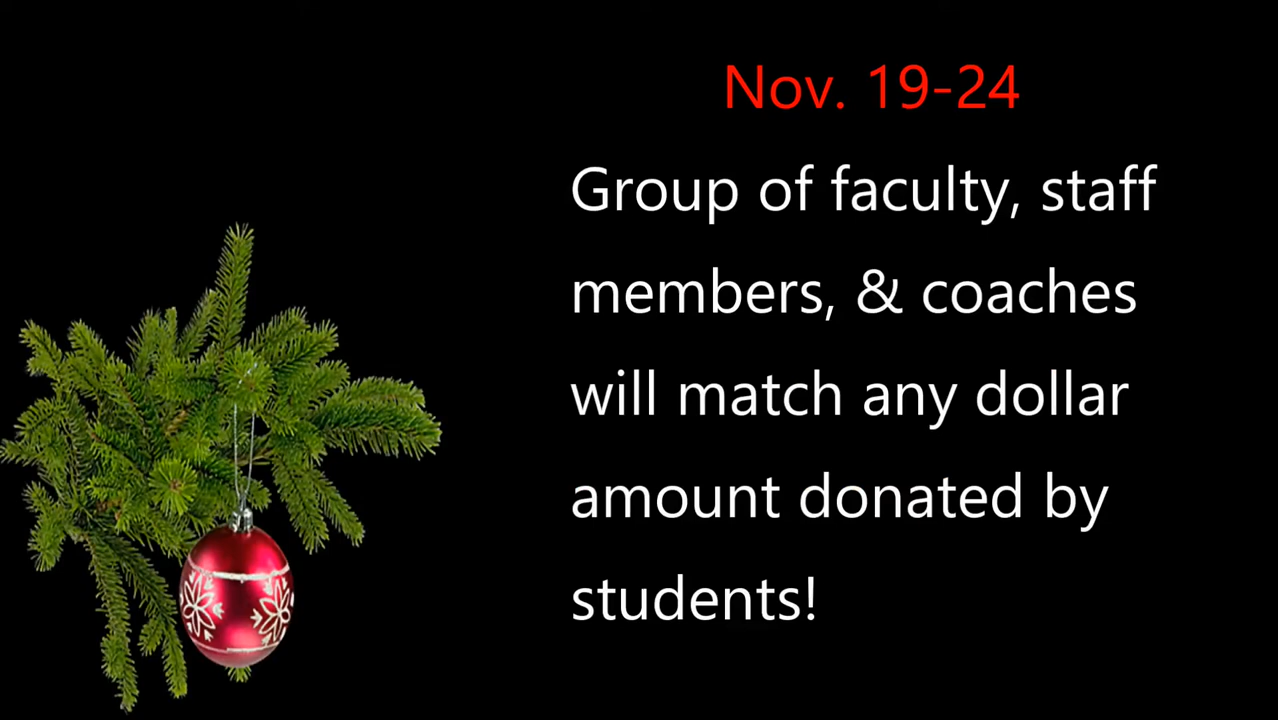 Nov. 19-24
Group of faculty, staff
members, & coaches
will match any dollar
amount donated by
students!